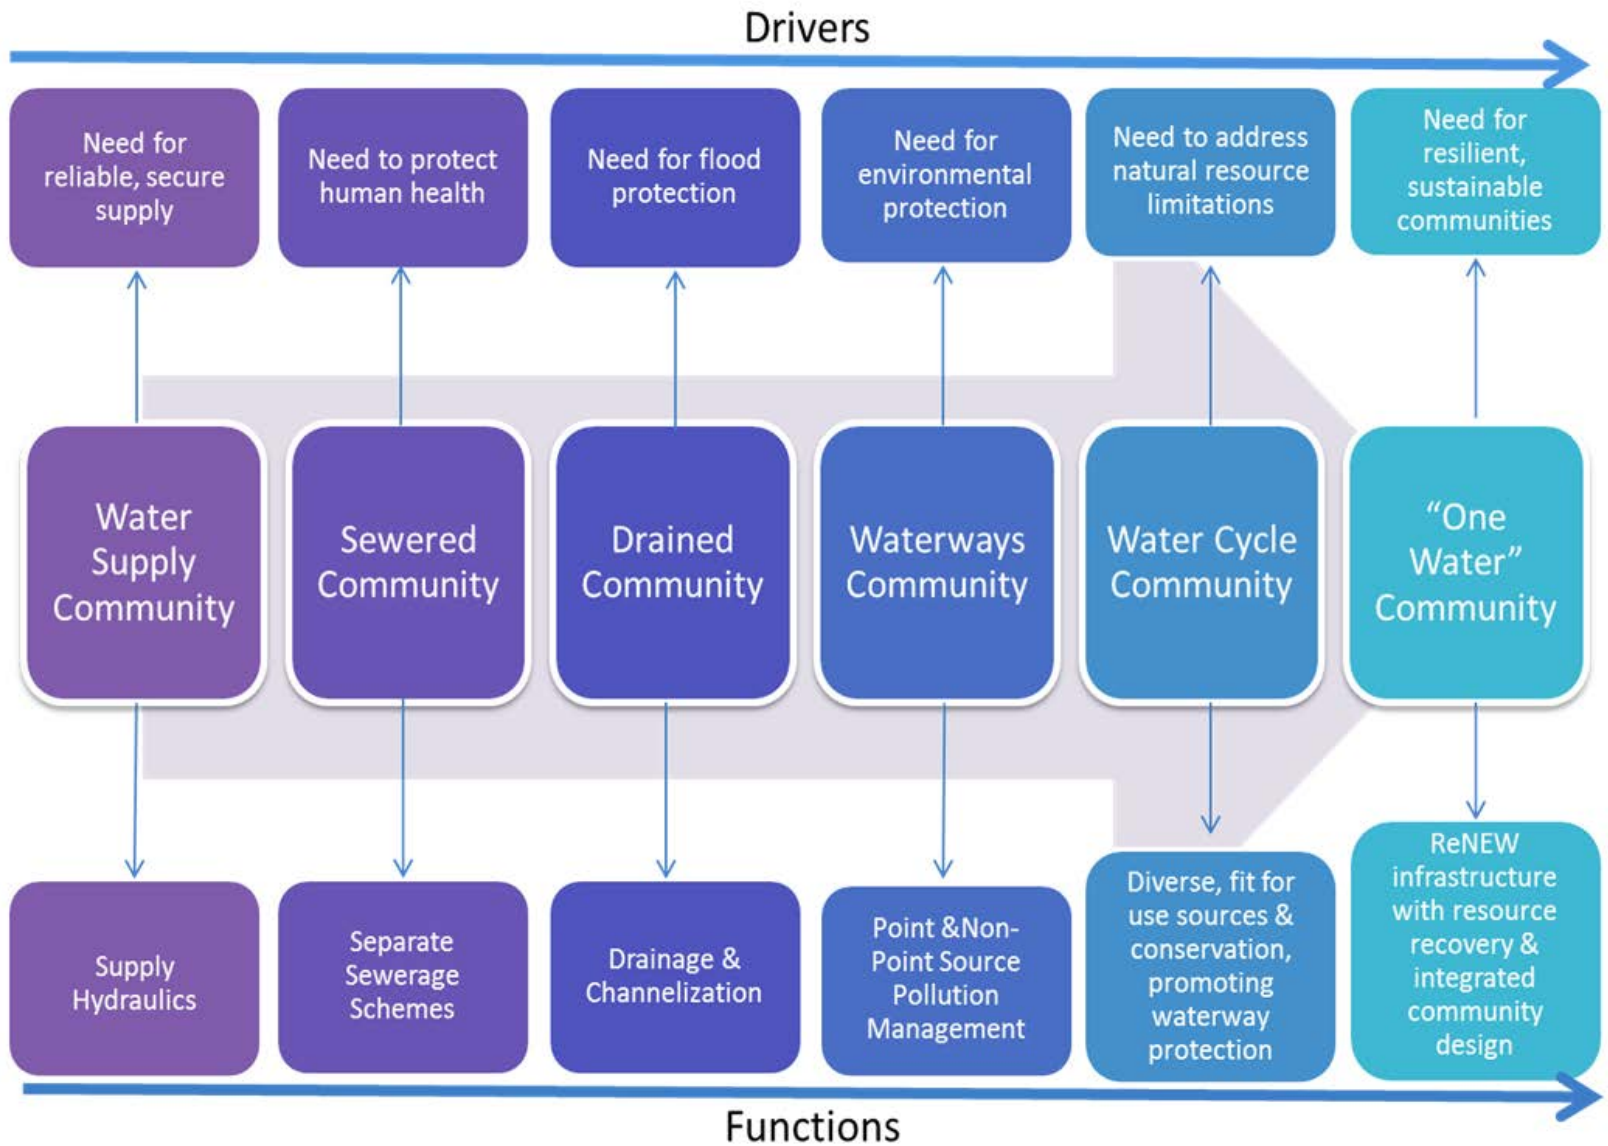 Drivers
Need for
reliable, secure
supply
Need to protect
human health
Need for flood
protection
Need for
environmental
protection
Need to address
natural resource
limitations
Need for
resilient,
sustainable
communities
Water
Supply
Community
Sewered
Community
Drained
Community
Waterways
Community
Water Cycle
Community
“One
Water”
Community
Supply
Hydraulics
Separate
Sewerage
Schemes
Drainage &
Channelization
Point &Non-
Point Source
Pollution
Management
Diverse, fit for
use sources &
conservation,
promoting
waterway
protection
ReNEW
infrastructure
with resource
recovery &
integrated
community
design
Functions